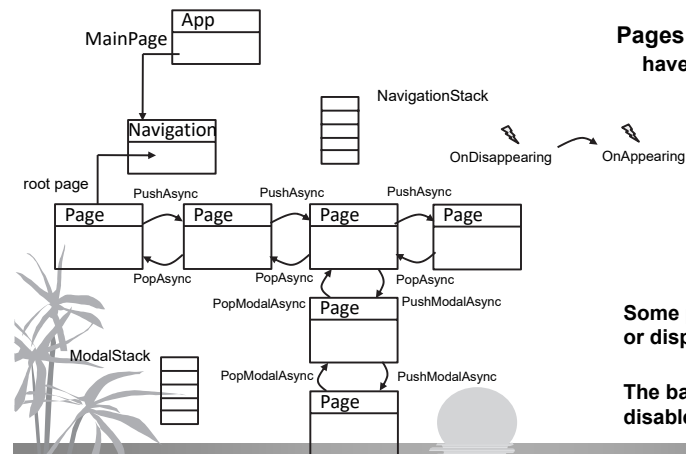 App
MainPage
Pages
have
NavigationStack
Navigation
OnDisappearing
OnAppearing
root page
PushAsync
PushAsync
PushAsync
Page
Page
Page
Page
PopAsync
PopAsync
PopAsync
PopModalAsync
Page
PushModalAsync
Some
or disp
ModalStack
PopModalAsync
PushModalAsync
Page
The ba
disable